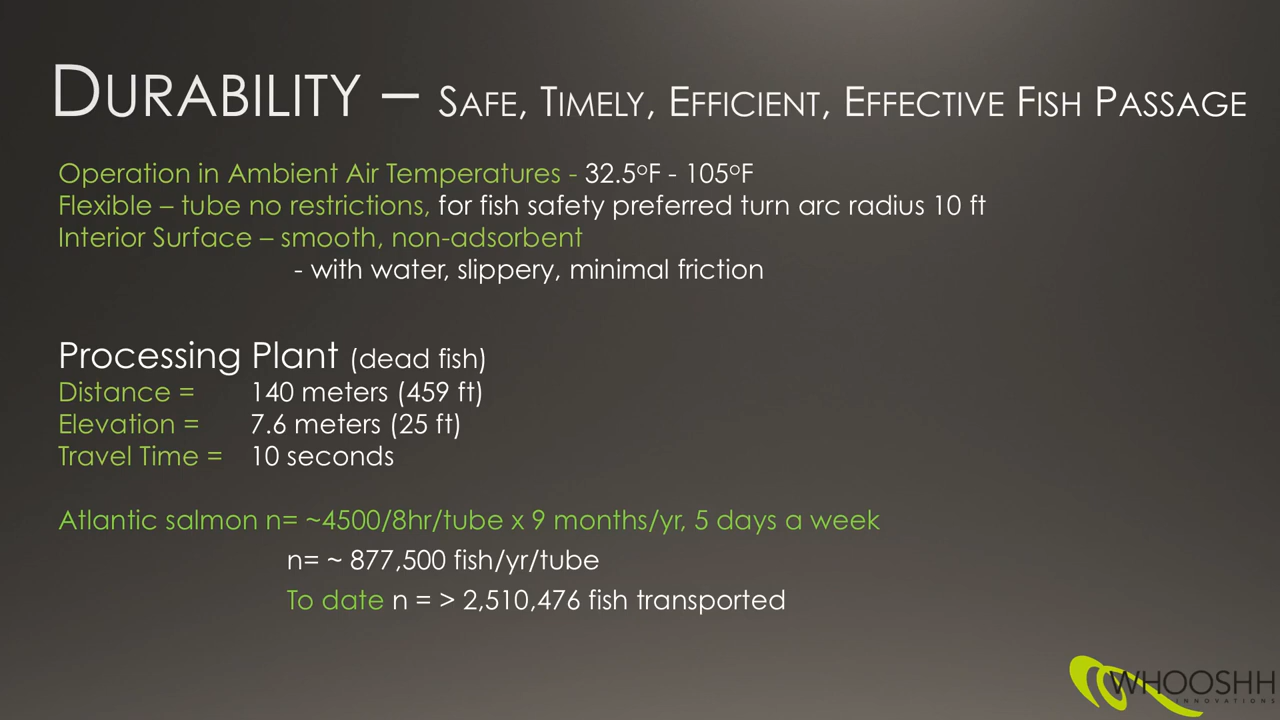 DURABILITY – SAFE, TIMELY, EFFICIENT, EFFECTIVE FISH PASSAGE
Operation in Ambient Air Temperatures - 32.5°F - 105°F
Flexible – tube no restrictions, for fish safety preferred turn arc radius 10 ft
Interior Surface – smooth, non-adsorbent
- with water, slippery, minimal friction
Processing Plant (dead fish)
Distance = 140 meters (459 ft)
Elevation = 7.6 meters (25 ft)
Travel Time = 10 seconds
Atlantic salmon n= ~4500/8hr/tube x 9 months/yr, 5 days a week
n= ~ 877,500 fish/yr/tube
To date n = > 2,510,476 fish transported
WHOOSHH
INNOVATIONS